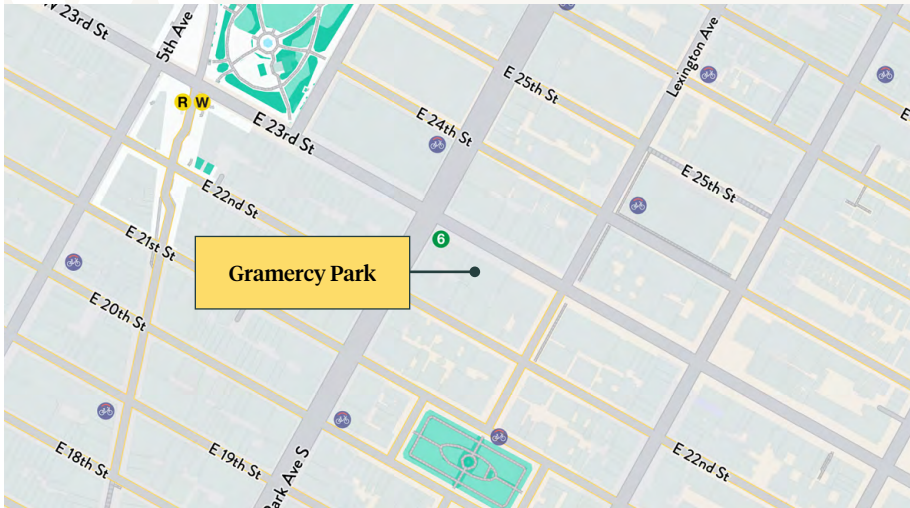 W 23rd St
5th Ave
R W
E 23rd St
E 24th St
E 25th St
Lexington Ave
E 25th St
E 22nd St
E 21st St
6
Gramercy Park
E 20th St
E 18th St
E 19th St
Park Ave S
E 22nd St
E